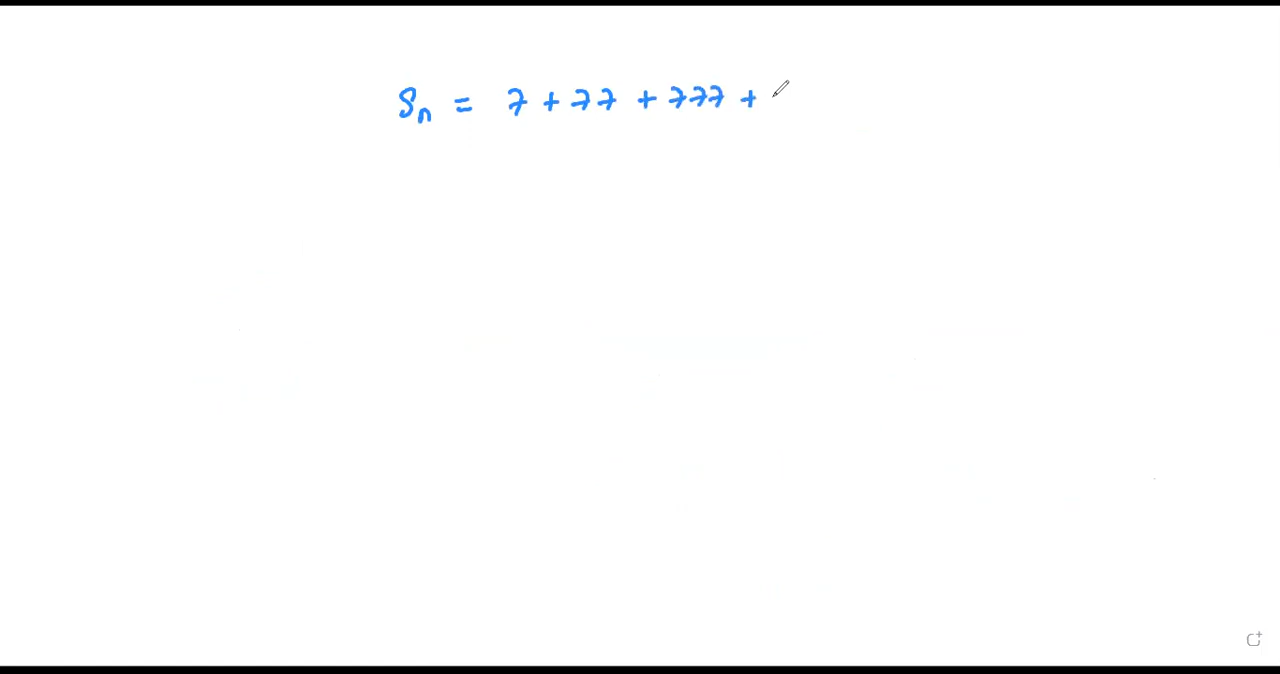 Sn = 7 + 77 + 777 +